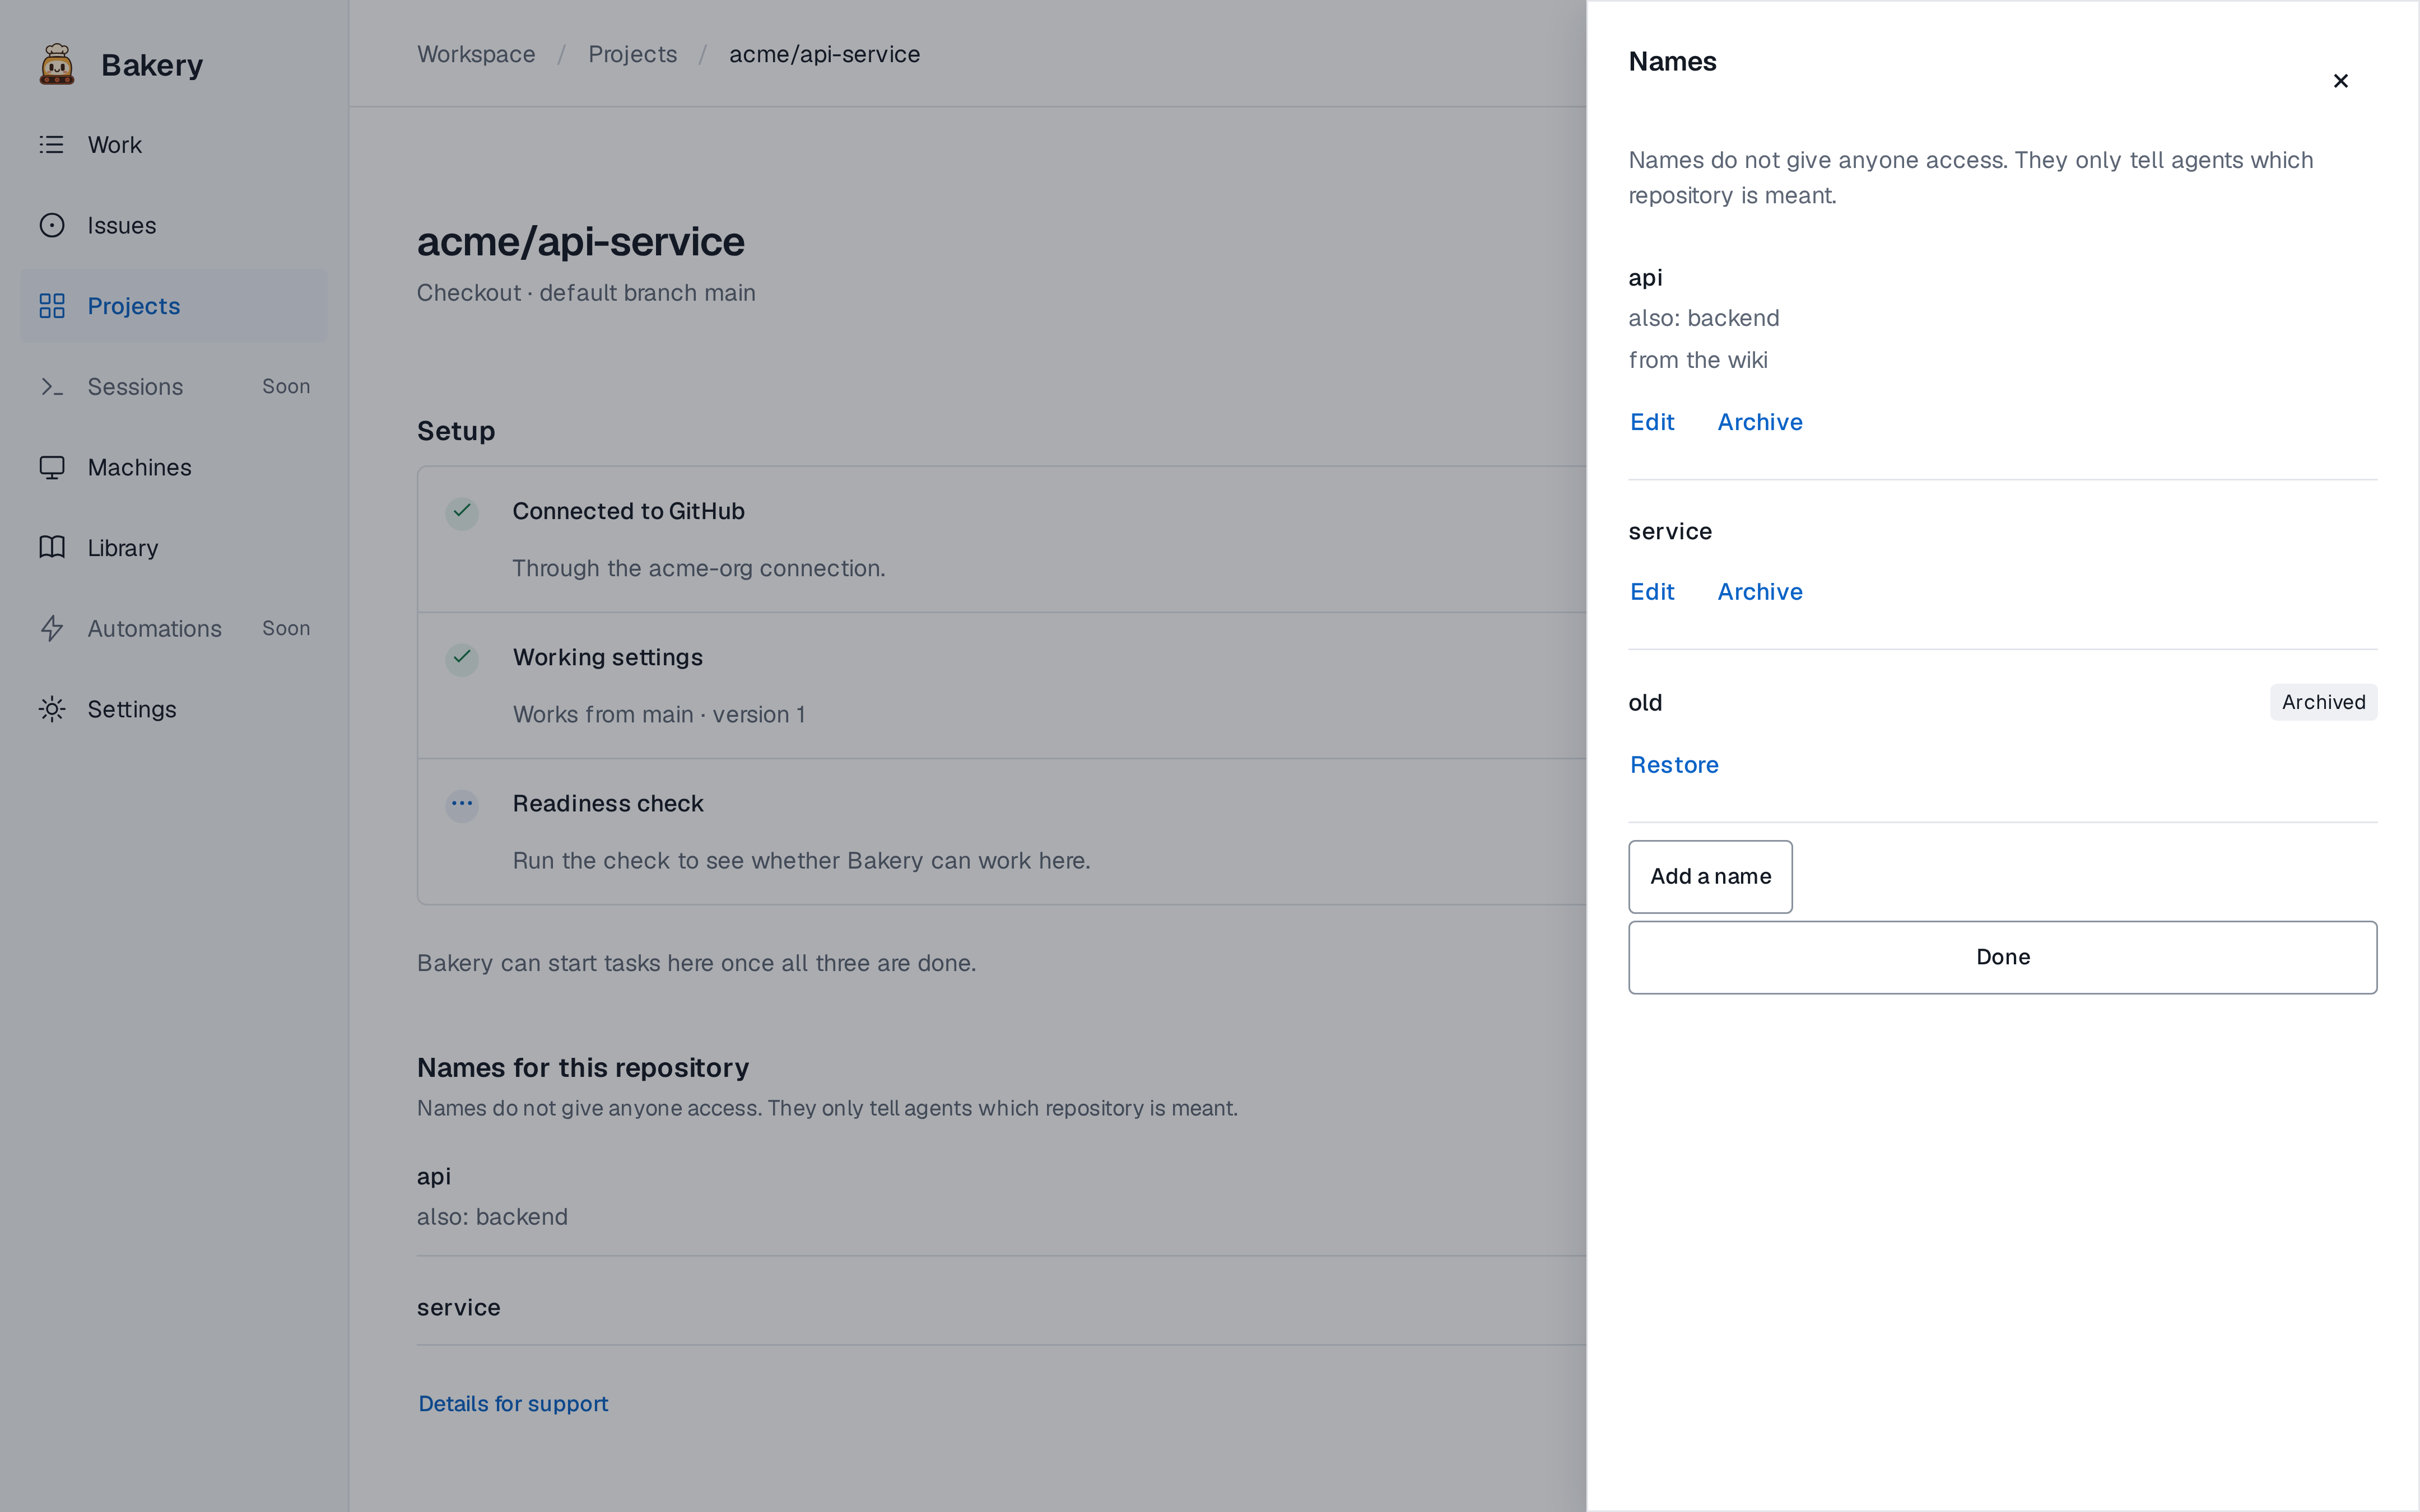 Bakery
Work
Issues
Projects
Sessions Soon
Machines
Library
Automations Soon
Settings
Workspace / Projects / acme/api-service
acme/api-service
Checkout · default branch main
Setup
Connected to GitHub
Through the acme-org connection.
Working settings
Works from main · version 1
Readiness check
Run the check to see whether Bakery can work here.
Bakery can start tasks here once all three are done.
Names for this repository
Names do not give anyone access. They only tell agents which repository is meant.
api
also: backend
service
Details for support
Names
Names do not give anyone access. They only tell agents which
repository is meant.
api
also: backend
from the wiki
Edit Archive
service
Edit Archive
old Archived
Restore
Add a name
Done